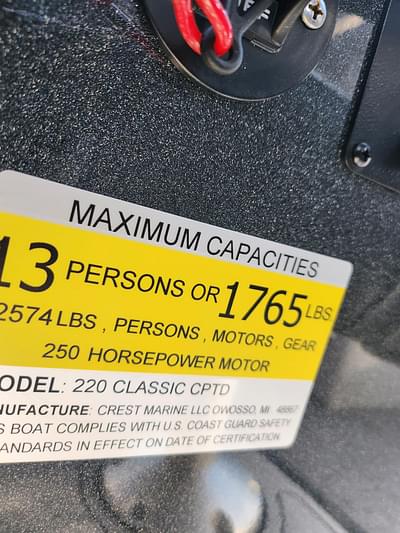 OFF
MAXIMUM CAPACITIES
13 PERSONS OR 1765 LBS
2574 LBS , PERSONS , MOTORS , GEAR
250 HORSEPOWER MOTOR
ODEL: 220 CLASSIC CPTD
NUFACTURE: CREST MARINE LLC OWOSSO, MI 48867
S BOAT COMPLIES WITH U.S. COAST GUARD SAFETY
ANDARDS IN EFFECT ON DATE OF CERTIFICATION